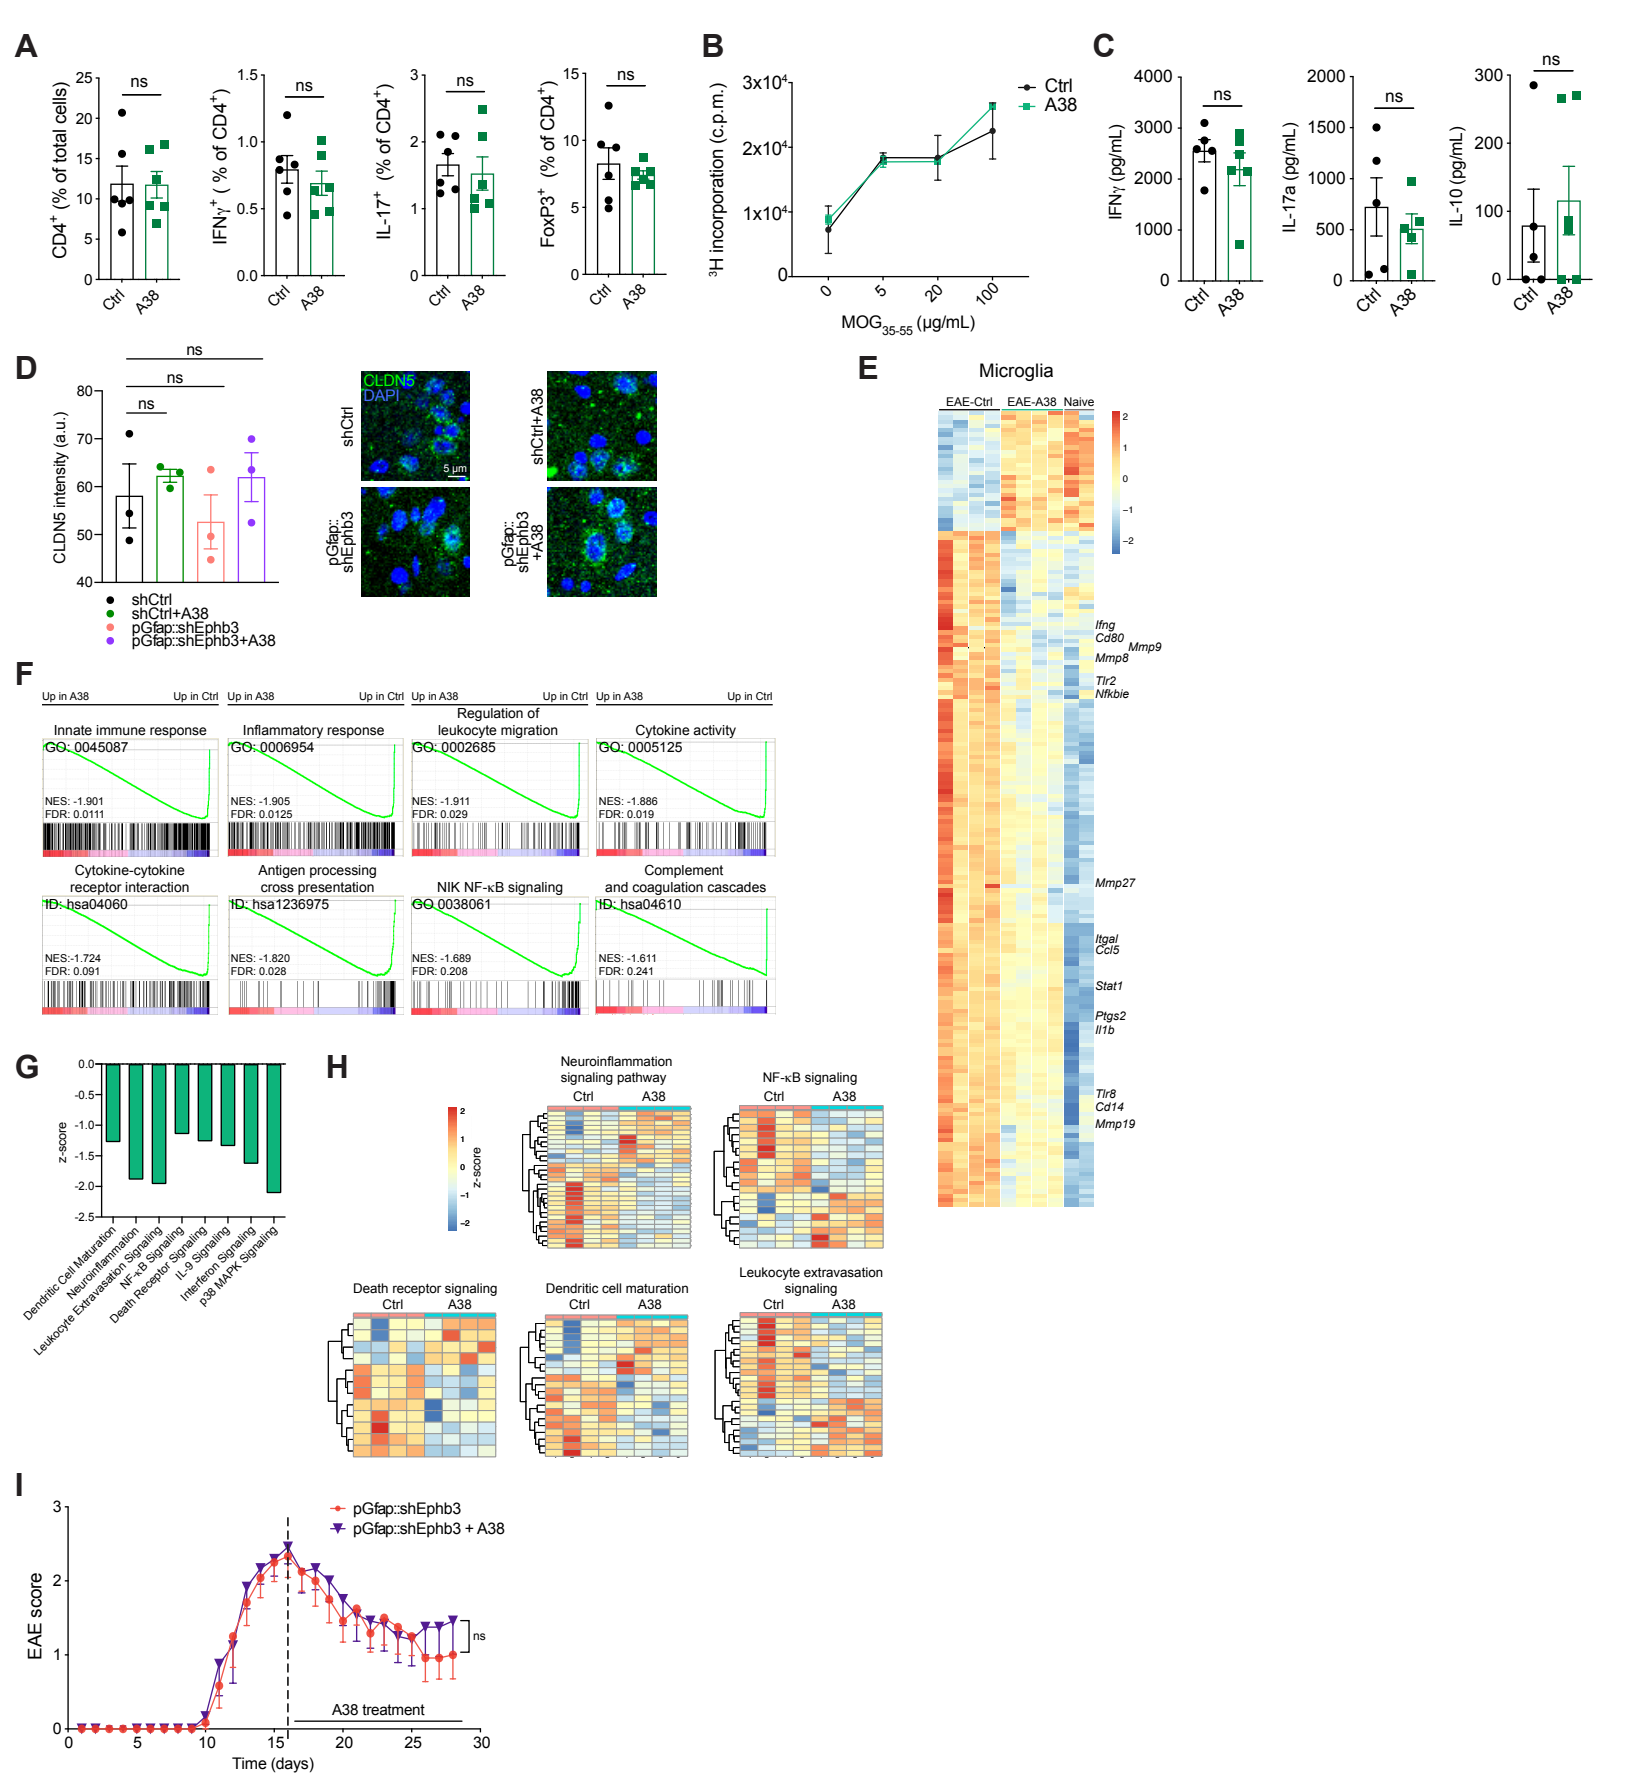 A
25
20
15
10
5
0
CD4+ (% of total cells)
ns
Ctrl
A38
1.5
1.0
0.5
0.0
IFNγ+ ( % of CD4+)
ns
Ctrl
A38
3
2
1
0
IL-17+ (% of CD4+)
ns
Ctrl
A38
15
10
5
0
FoxP3+ (% of CD4+)
ns
Ctrl
A38
B
3x10⁴
2x10⁴
1x10⁴
0
³H incorporation (c.p.m.)
0
5
20
100
MOG35-55 (µg/mL)
Ctrl
A38
C
4000
3000
2000
1000
0
IFNγ (pg/mL)
ns
Ctrl
A38
2000
1500
1000
500
0
IL-17a (pg/mL)
ns
Ctrl
A38
300
200
100
0
IL-10 (pg/mL)
ns
Ctrl
A38
D
ns
ns
ns
80
70
60
50
40
CLDN5 intensity (a.u.)
shCtrl
shCtrl+A38
pGfap::shEphb3
pGfap::shEphb3+A38
CLDN5
DAPI
5 µm
shCtrl
shCtrl+A38
pGfap::
shEphb3
pGfap::
shEphb3
+A38
E
Microglia
EAE-Ctrl
EAE-A38
Naive
2
1
0
−1
−2
Ifng
Cd80
Mmp9
Mmp8
Tlr2
Nfkbie
Mmp27
Itgal
Ccl5
Stat1
Ptgs2
Il1b
Tlr8
Cd14
Mmp19
F
Up in A38
Up in Ctrl
Innate immune response
GO: 0045087
NES: -1.901
FDR: 0.0111
Up in A38
Up in Ctrl
Inflammatory response
GO: 0006954
NES: -1.905
FDR: 0.0125
Up in A38
Up in Ctrl
Regulation of
leukocyte migration
GO: 0002685
NES: -1.911
FDR: 0.029
Up in A38
Up in Ctrl
Cytokine activity
GO: 0005125
NES: -1.886
FDR: 0.019
Cytokine-cytokine
receptor interaction
ID: hsa04060
NES:-1.724
FDR: 0.091
Antigen processing
cross presentation
ID: hsa1236975
NES: -1.820
FDR: 0.028
NIK NF-κB signaling
GO 0038061
NES:-1.689
FDR: 0.208
Complement
and coagulation cascades
ID: hsa04610
NES: -1.611
FDR: 0.241
G
0.0
-0.5
-1.0
-1.5
-2.0
-2.5
z-score
Dendritic Cell Maturation
Neuroinflammation
Leukocyte Extravasation Signaling
NF-κB Signaling
Death Receptor Signaling
IL-9 Signaling
Interferon Signaling
p38 MAPK Signaling
H
2
1
0
−1
−2
z-score
Neuroinflammation
signaling pathway
Ctrl
A38
NF-κB signaling
Ctrl
A38
Death receptor signaling
Ctrl
A38
Dendritic cell maturation
Ctrl
A38
Leukocyte extravasation
signaling
Ctrl
A38
I
3
2
1
0
EAE score
pGfap::shEphb3
pGfap::shEphb3 + A38
ns
A38 treatment
0
5
10
15
20
25
30
Time (days)